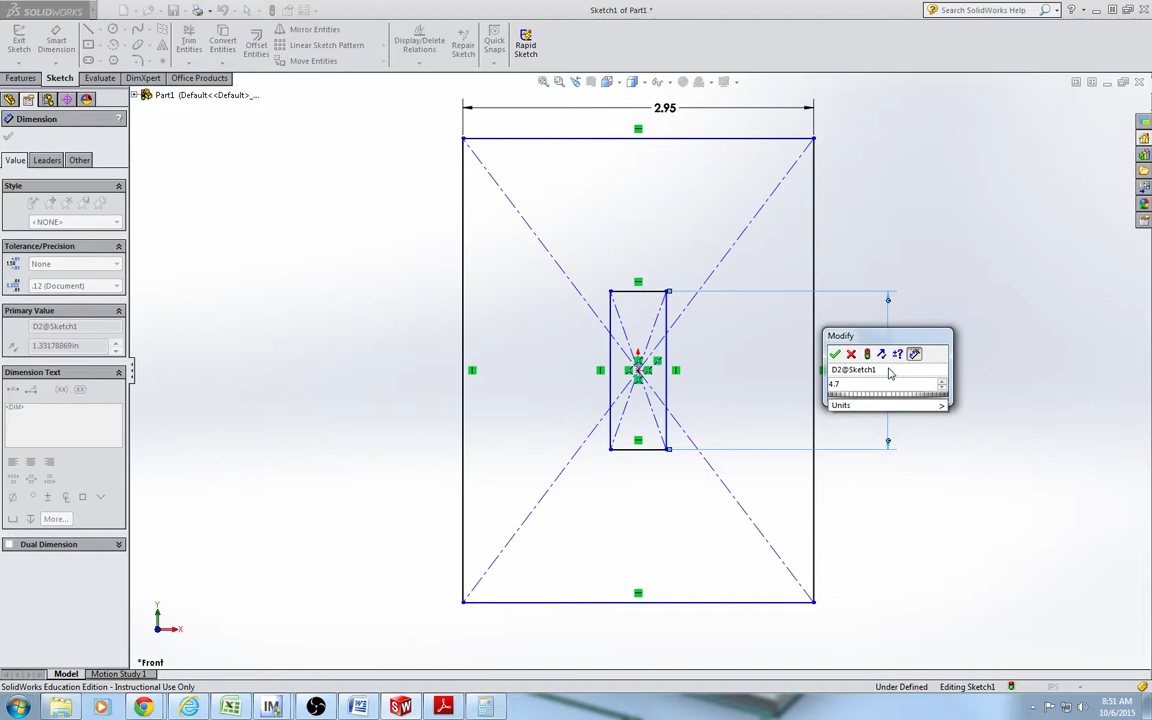 SOLIDWORKS
Sketch1 of Part1 *
Search SolidWorks Help
Exit Sketch
Smart Dimension
Trim Entities
Convert Entities
Offset Entities
Mirror Entities
Linear Sketch Pattern
Move Entities
Display/Delete Relations
Repair Sketch
Quick Snaps
Rapid Sketch
Features Sketch Evaluate DimXpert Office Products
Part1 (Default<<Default>_...
Dimension ?
Value Leaders Other
Style
<NONE>
Tolerance/Precision
None
.12 (Document)
Primary Value
D2@Sketch1
1.33178869in
Dimension Text
<DIM>
More...
Dual Dimension
2.95
Modify
D2@Sketch1
4.7
Units >
Y
X
*Front
Model Motion Study 1
SolidWorks Education Edition - Instructional Use Only
Under Defined Editing Sketch1 IPS
8:51 AM
10/6/2015